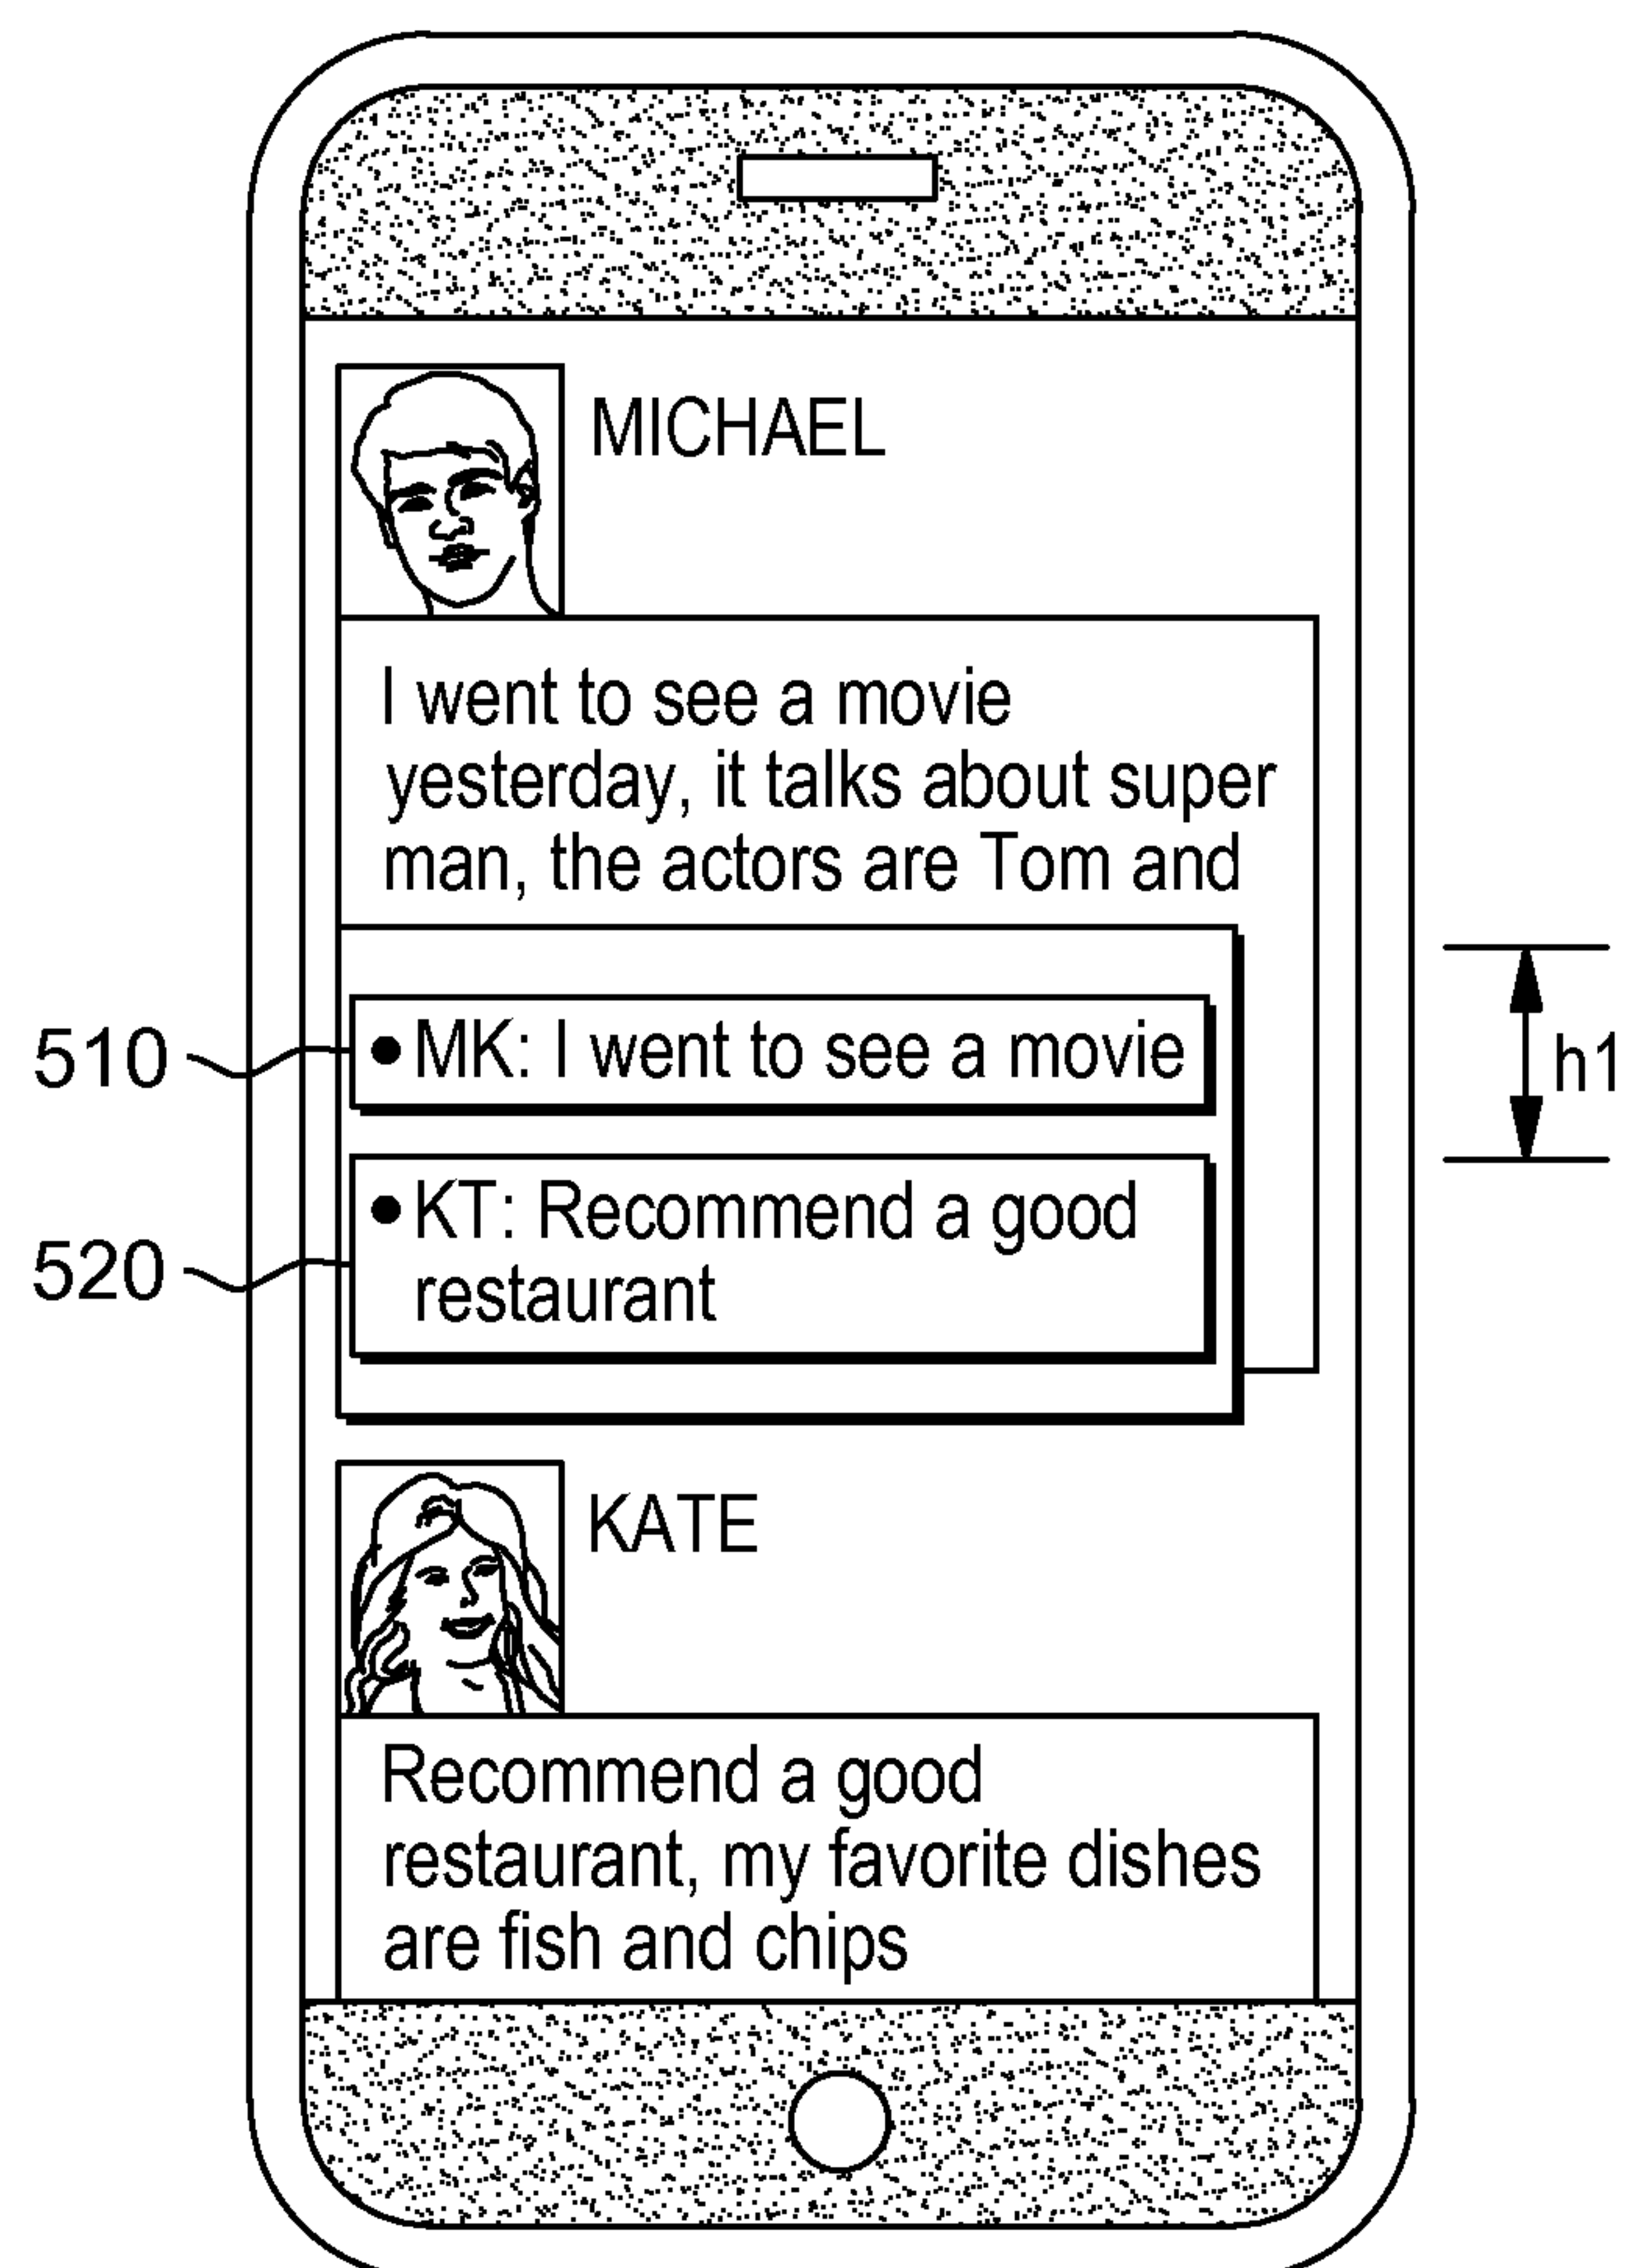 MICHAEL
I went to see a movie
yesterday, it talks about super
man, the actors are Tom and
510
● MK: I went to see a movie
h1
520
● KT: Recommend a good
restaurant
KATE
Recommend a good
restaurant, my favorite dishes
are fish and chips